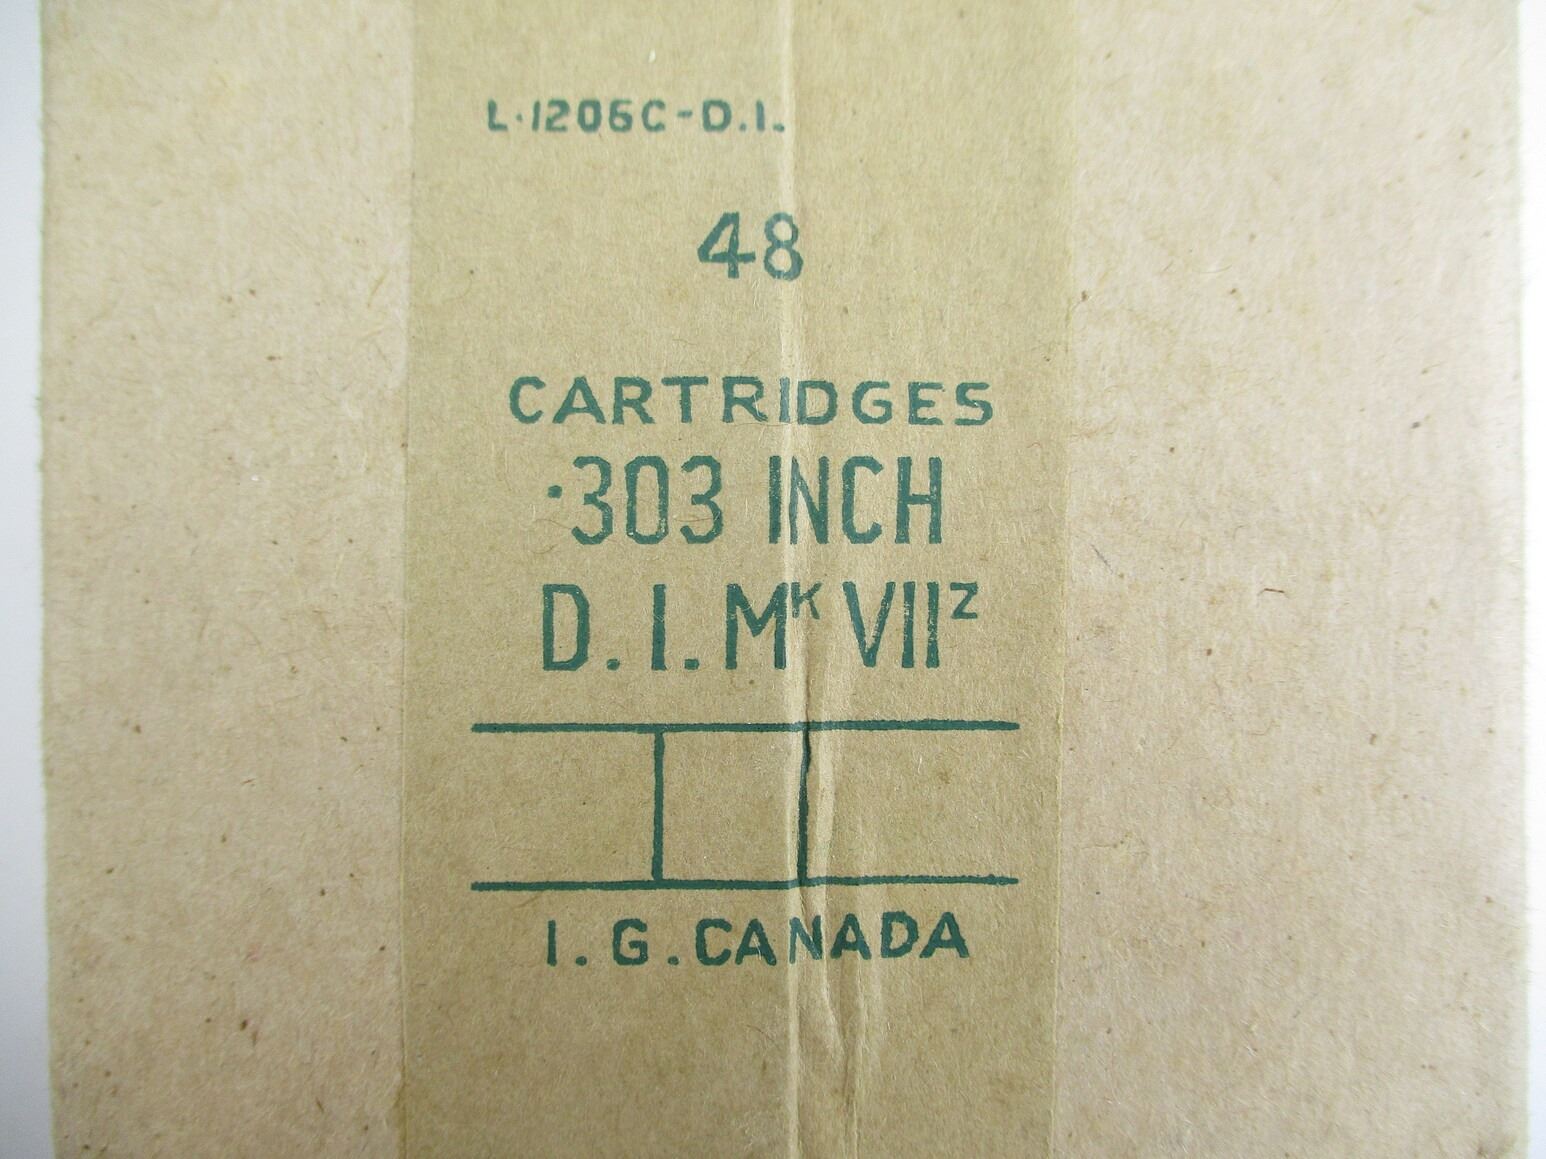 L·1206C-D.I.
48
CARTRIDGES
·303 INCH
D.I.Mᴷ VIIᶻ
I.G.CANADA